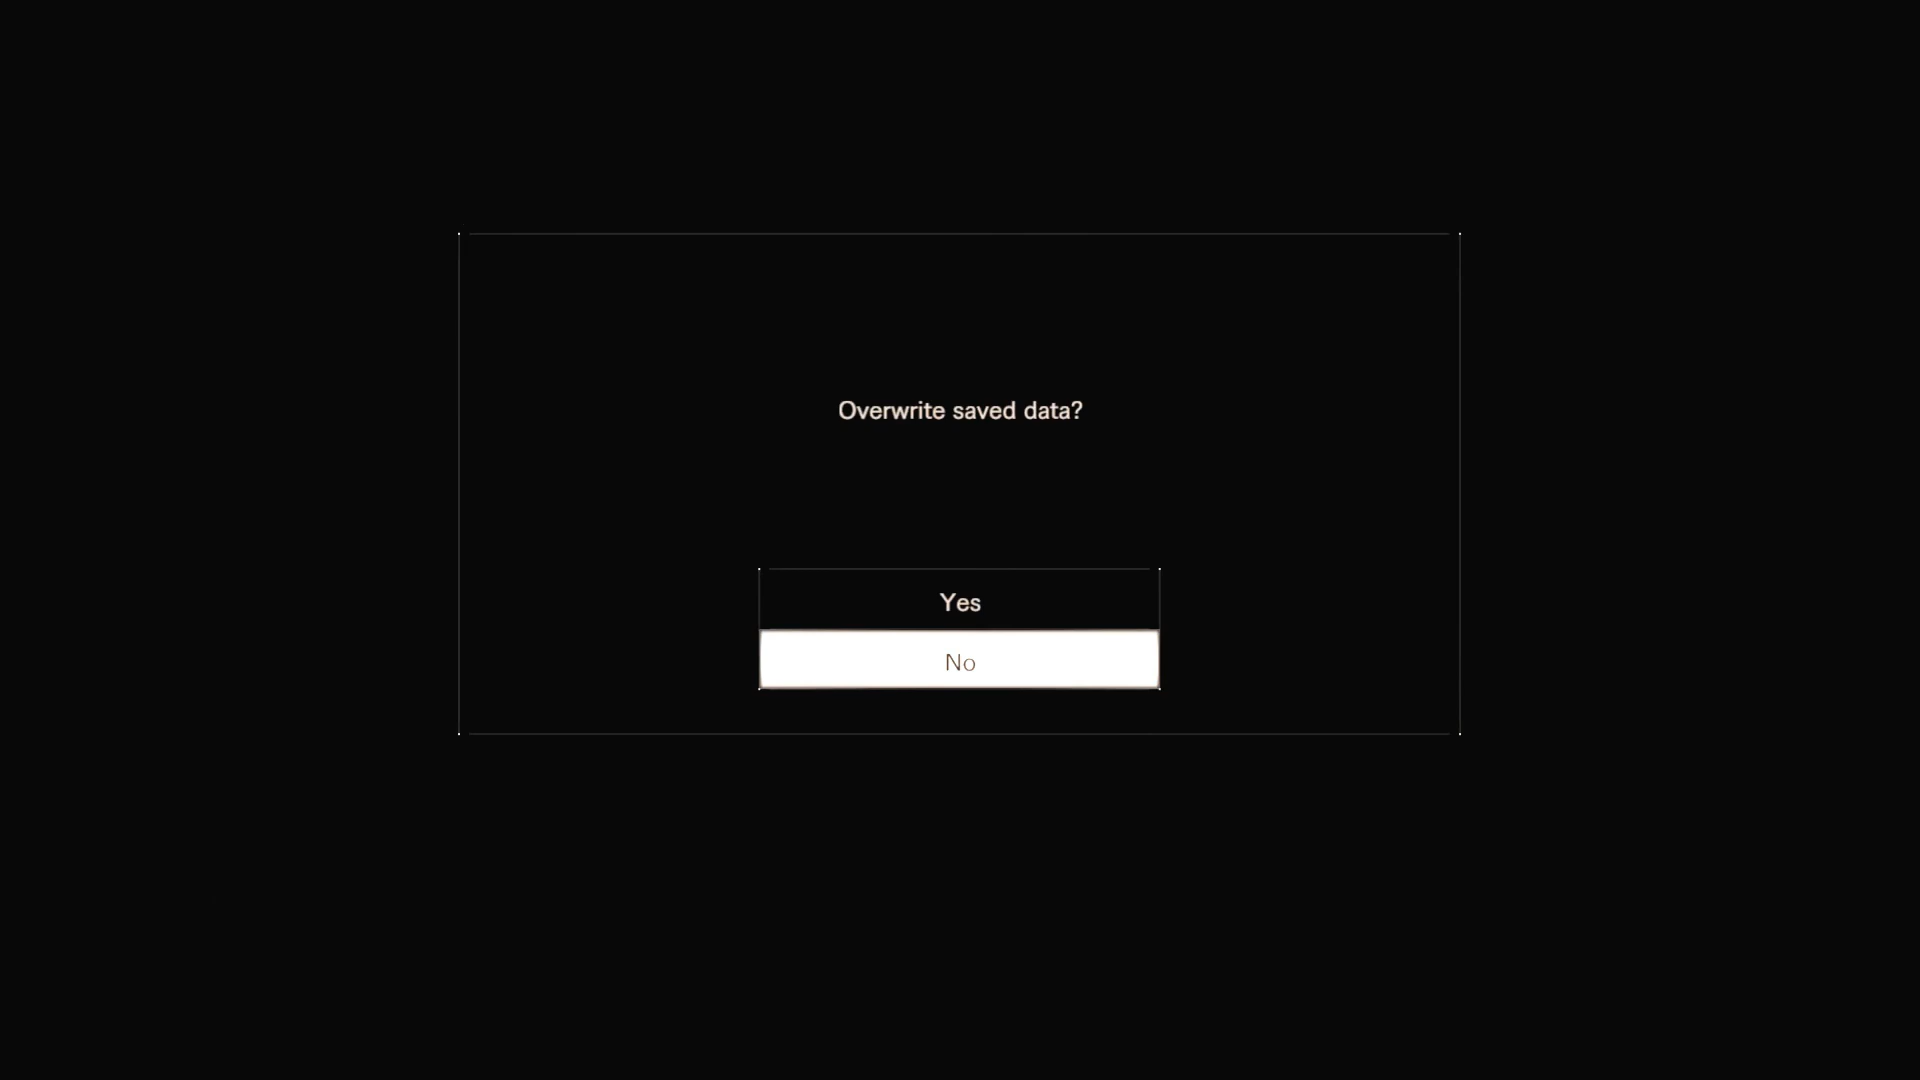 Overwrite saved data?
Yes
No